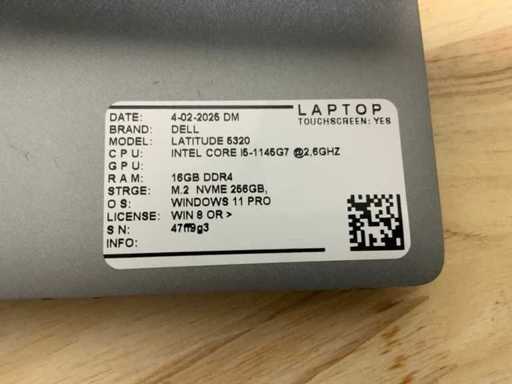 LAPTOP
TOUCHSCREEN: YES
DATE: 4-02-2025 DM
BRAND: DELL
MODEL: LATITUDE 5320
CPU: INTEL CORE I5-1145G7 @2,6GHZ
GPU:
RAM: 16GB DDR4
STRGE: M.2 NVME 256GB,
OS: WINDOWS 11 PRO
LICENSE: WIN 8 OR >
SN: 47ff9g3
INFO: